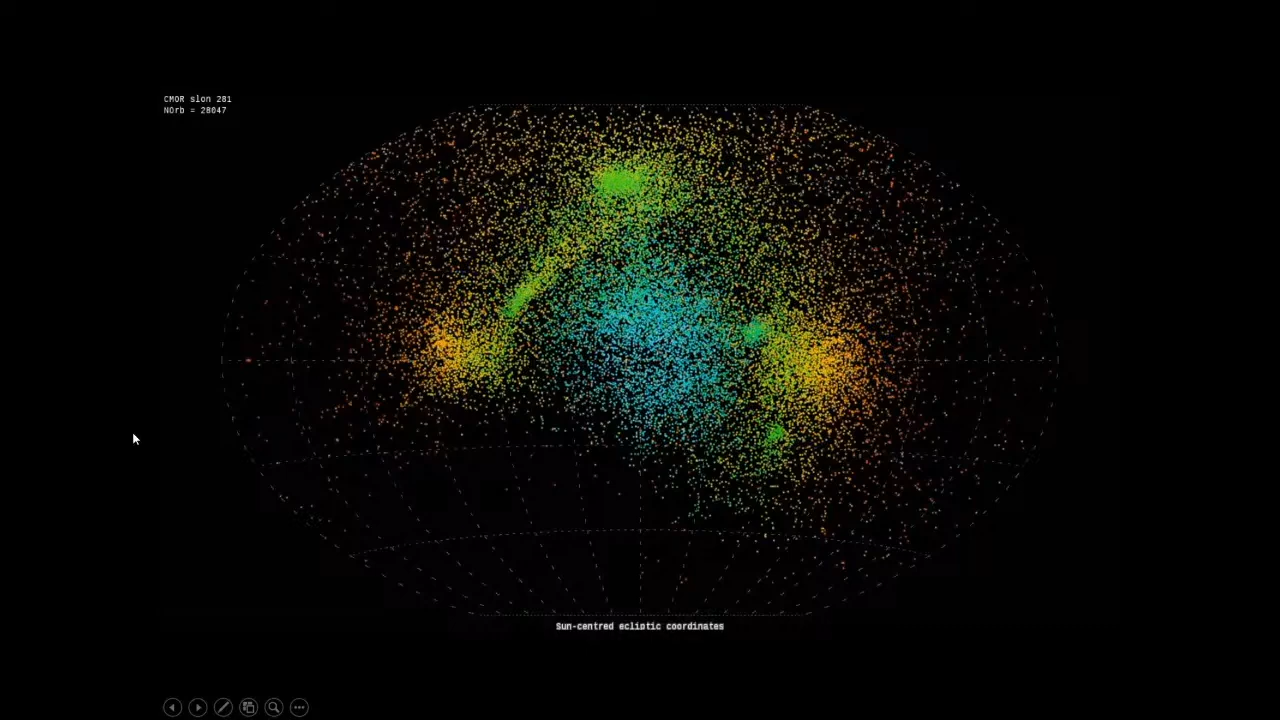 CMOR slon 281
NOrb = 28047
Sun-centred ecliptic coordinates